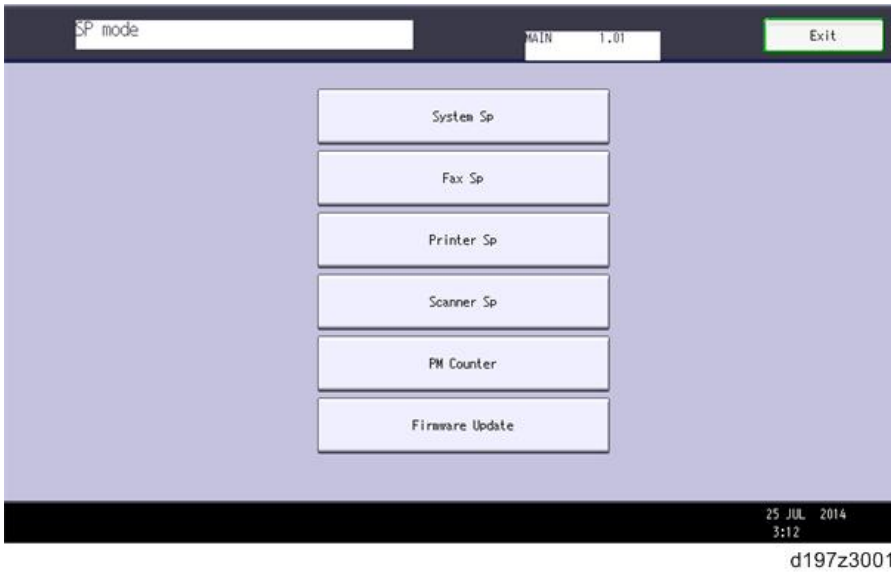 SP mode
MAIN 1.01
Exit
System Sp
Fax Sp
Printer Sp
Scanner Sp
PM Counter
Firmware Update
25 JUL 2014
3:12
d197z3001